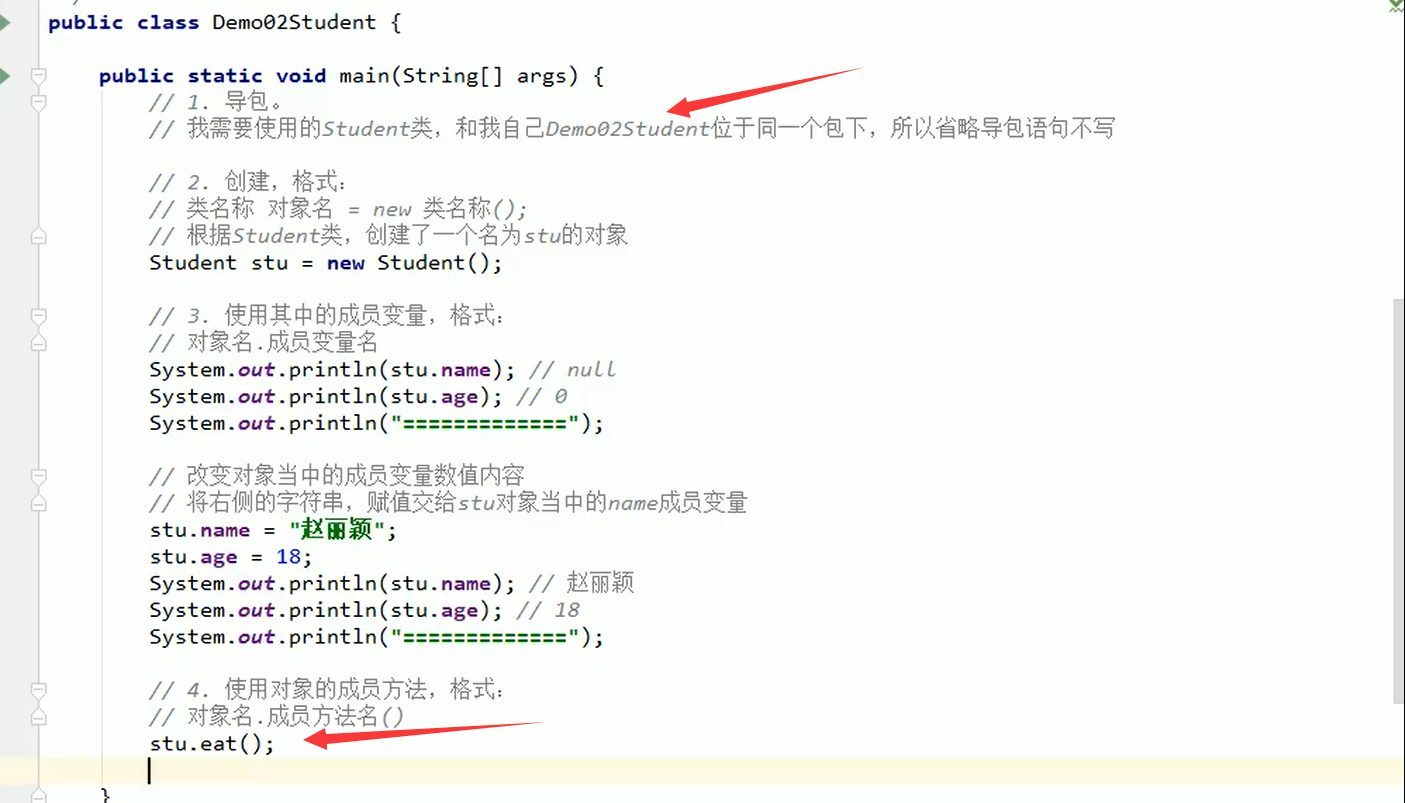 public class Demo02Student {
public static void main(String[] args) {
// 1. 导包。
// 我需要使用的Student类，和我自己Demo02Student位于同一个包下，所以省略导包语句不写
// 2. 创建，格式：
// 类名称 对象名 = new 类名称();
// 根据Student类，创建了一个名为stu的对象
Student stu = new Student();
// 3. 使用其中的成员变量，格式：
// 对象名.成员变量名
System.out.println(stu.name); // null
System.out.println(stu.age); // 0
System.out.println("=============");
// 改变对象当中的成员变量数值内容
// 将右侧的字符串，赋值交给stu对象当中的name成员变量
stu.name = "赵丽颖";
stu.age = 18;
System.out.println(stu.name); // 赵丽颖
System.out.println(stu.age); // 18
System.out.println("=============");
// 4. 使用对象的成员方法，格式：
// 对象名.成员方法名()
stu.eat();
}